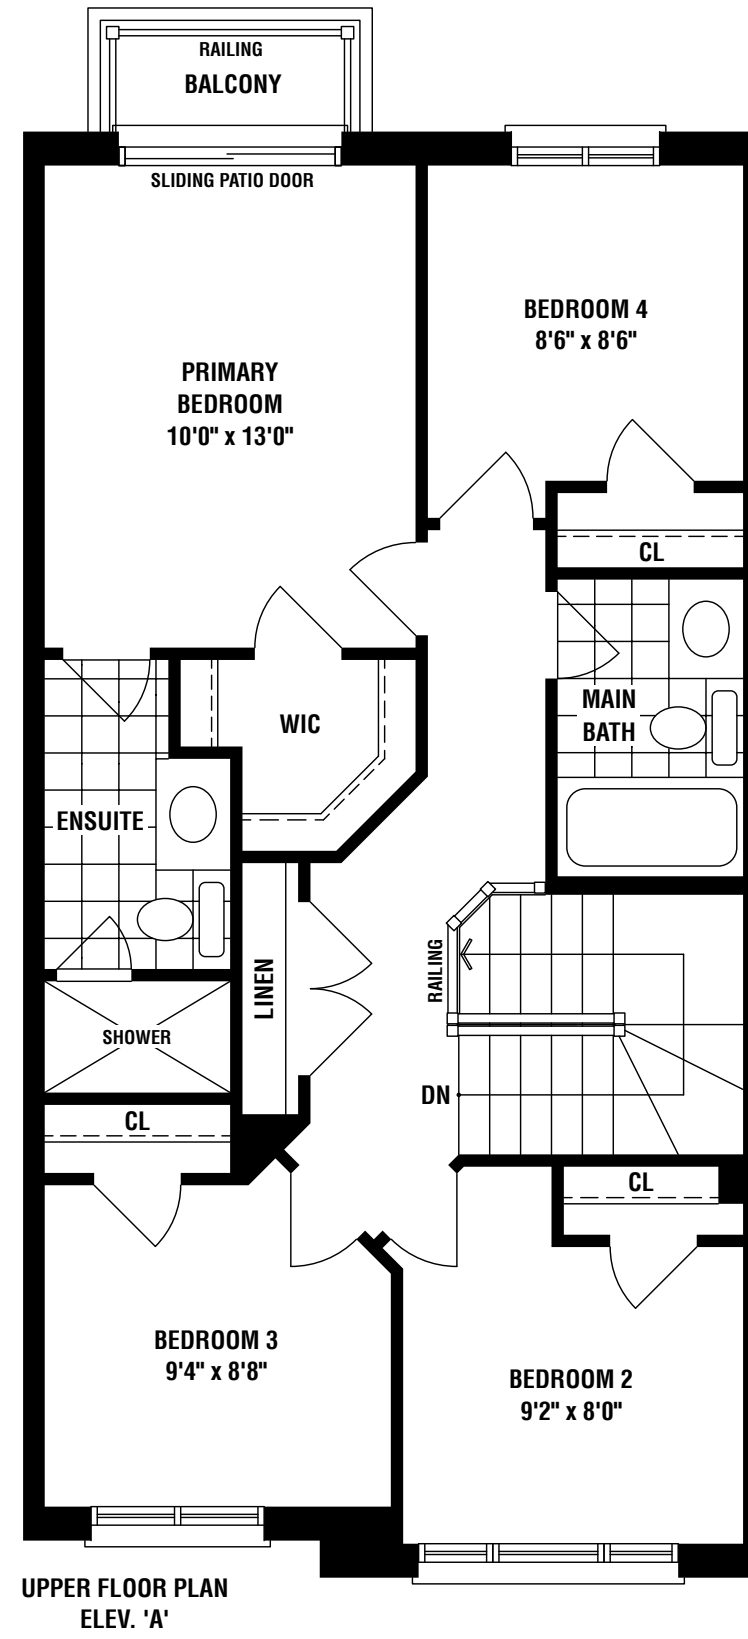 RAILING
BALCONY
SLIDING PATIO DOOR
BEDROOM 4
8'6" x 8'6"
PRIMARY
BEDROOM
10'0" x 13'0"
CL
MAIN
BATH
WIC
ENSUITE
RAILING
LINEN
SHOWER
DN
CL
CL
BEDROOM 3
9'4" x 8'8"
BEDROOM 2
9'2" x 8'0"
UPPER FLOOR PLAN
ELEV. 'A'